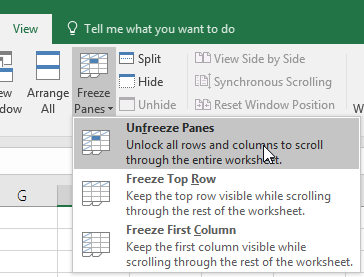 View
Tell me what you want to do
Split
View Side by Side
Hide
Synchronous Scrolling
Arrange
All
Freeze
Panes
Unhide
Reset Window Position
Unfreeze Panes
Unlock all rows and columns to scroll
through the entire worksheet.
Freeze Top Row
Keep the top row visible while scrolling
through the rest of the worksheet.
Freeze First Column
Keep the first column visible while
scrolling through the rest of the worksheet.
G